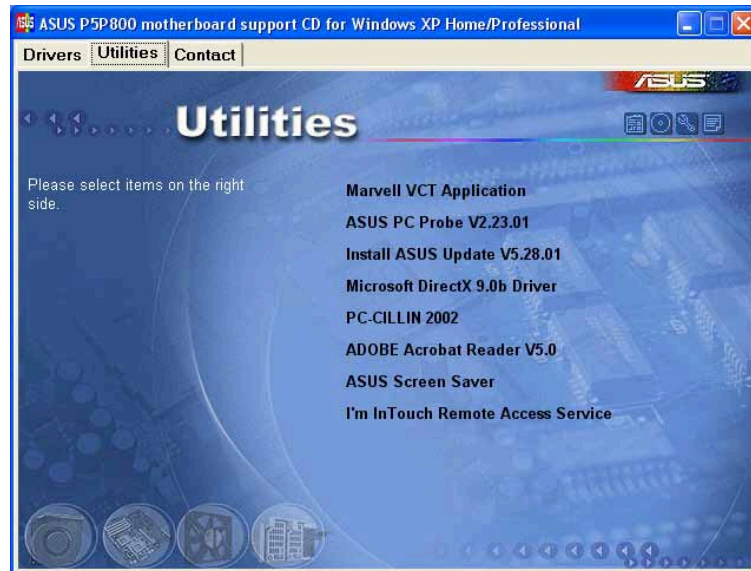 ASUS P5P800 motherboard support CD for Windows XP Home/Professional
Drivers Utilities Contact
ASUS
Utilities
Please select items on the right
side.
Marvell VCT Application
ASUS PC Probe V2.23.01
Install ASUS Update V5.28.01
Microsoft DirectX 9.0b Driver
PC-CILLIN 2002
ADOBE Acrobat Reader V5.0
ASUS Screen Saver
I'm InTouch Remote Access Service